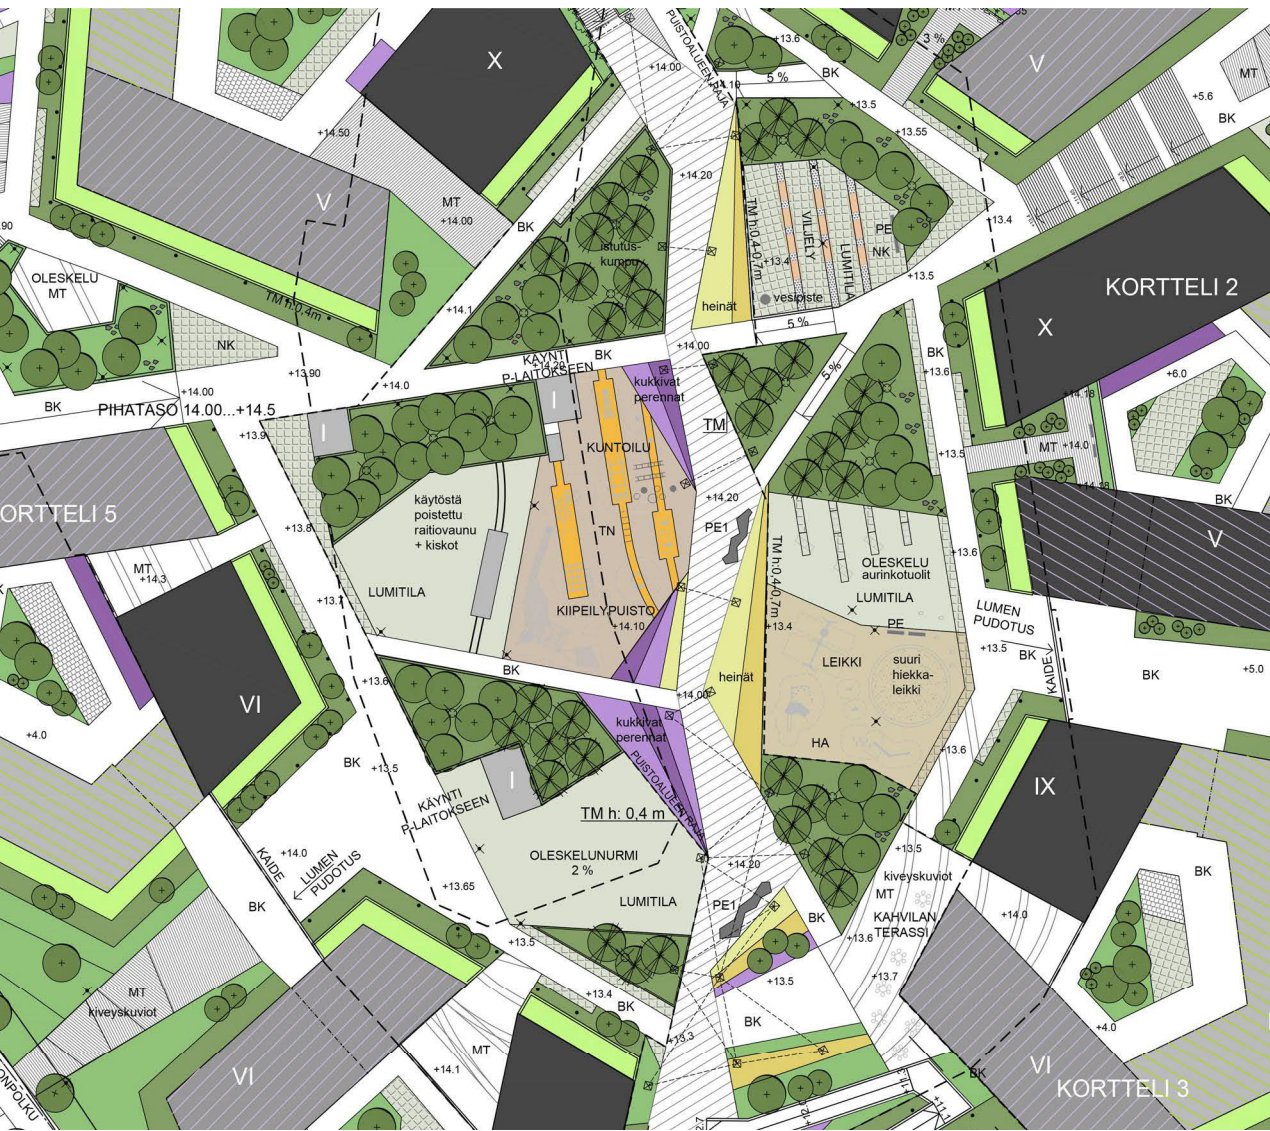 PUISTOALUEEN RAJA
+14.00
+13.6
3 %
V
X
BK
MT
+14.10
5 %
+13.5
+5.6
BK
+14.50
+13.55
V
MT
+14.00
BK
+14.20
TM h:0,4-0,7m
VILJELY
LUMITILA
PE
NK
+13.4
+13.4
istutus-
kumpu
OLESKELU
MT
TM h:0,4m
+14.1
heinät
vesipiste
+13.5
KORTTELI 2
X
5 %
NK
+14.00
BK
KÄYNTI
P-LAITOKSEEN
+14.20
+13.90
+14.0
+14.00
BK
PIHATASO 14.00...+14.5
kukkivat
perennat
5 %
BK
+13.6
+6.0
I
I
TM
+13.9
KUNTOILU
+13.5
MT
+14.0
käytöstä
poistettu
raitiovaunu
+ kiskot
+14.20
PE1
BK
ORTTELI 5
+13.8
TN
TM h:0,4-0,7m
OLESKELU
aurinkotuolit
+13.6
V
MT
+14.3
LUMITILA
+13.7
KIIPEILYPUISTO
+14.10
LUMITILA
PE
+13.4
LUMEN
PUDOTUS
+13.5
BK
KAIDE
BK
+5.0
LEIKKI
suuri
hiekka-
leikki
BK
+13.6
heinät
+14.00
VI
+4.0
kukkivat
perennat
HA
+13.6
BK
+13.5
PUISTOALUEEN RAJA
I
IX
KÄYNTI
P-LAITOKSEEN
TM h: 0,4 m
+14.0
LUMEN
PUDOTUS
KAIDE
OLESKELUNURMI
2 %
+14.20
+13.5
kiveyskuviot
MT
BK
+13.65
BK
LUMITILA
PE1
BK
KAHVILAN
TERASSI
+14.0
+13.5
+13.6
+13.7
MT
kiveyskuviot
+13.4
BK
+13.5
BK
+4.0
+13.3
MT
+14.1
VI
VI
KORTTELI 3
BK
ONPOLKU